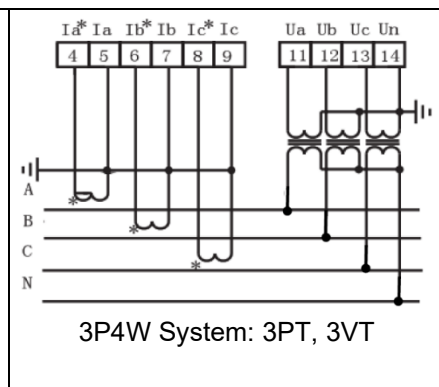 Ia* Ia Ib* Ib Ic* Ic Ua Ub Uc Un
4 5 6 7 8 9 11 12 13 14
A
*
B
*
C
*
N
3P4W System: 3PT, 3VT